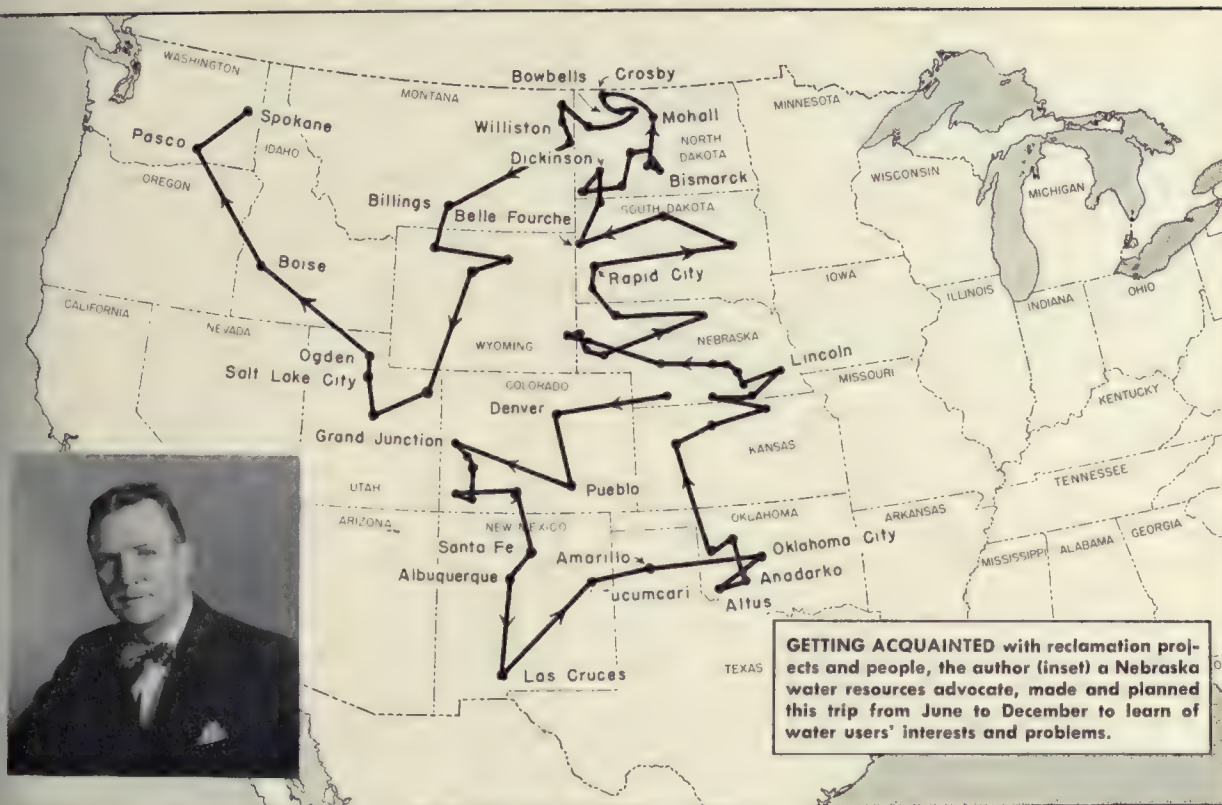 WASHINGTON
MONTANA
Bowbells
Crosby
MINNESOTA
Spokane
Williston
Mohall
Pasco
IDAHO
NORTH
DAKOTA
Dickinson
Bismarck
OREGON
WISCONSIN
MICHIGAN
Billings
Belle Fourche
SOUTH DAKOTA
Boise
Rapid City
IOWA
ILLINOIS
INDIANA
OHIO
CALIFORNIA
NEVADA
WYOMING
NEBRASKA
Lincoln
Ogden
Salt Lake City
COLORADO
MISSOURI
Denver
KENTUCKY
Grand Junction
KANSAS
UTAH
Pueblo
TENNESSEE
ARIZONA
NEW MEXICO
OKLAHOMA
ARKANSAS
Santa Fe
Amarillo
Oklahoma City
MISSISSIPPI
ALABAMA
GEORGIA
Albuquerque
ucumcari
Anadarko
Altus
Las Cruces
TEXAS
GETTING ACQUAINTED with reclamation proj-
ects and people, the author (inset) a Nebraska
water resources advocate, made and planned
this trip from June to December to learn of
water users' interests and problems.